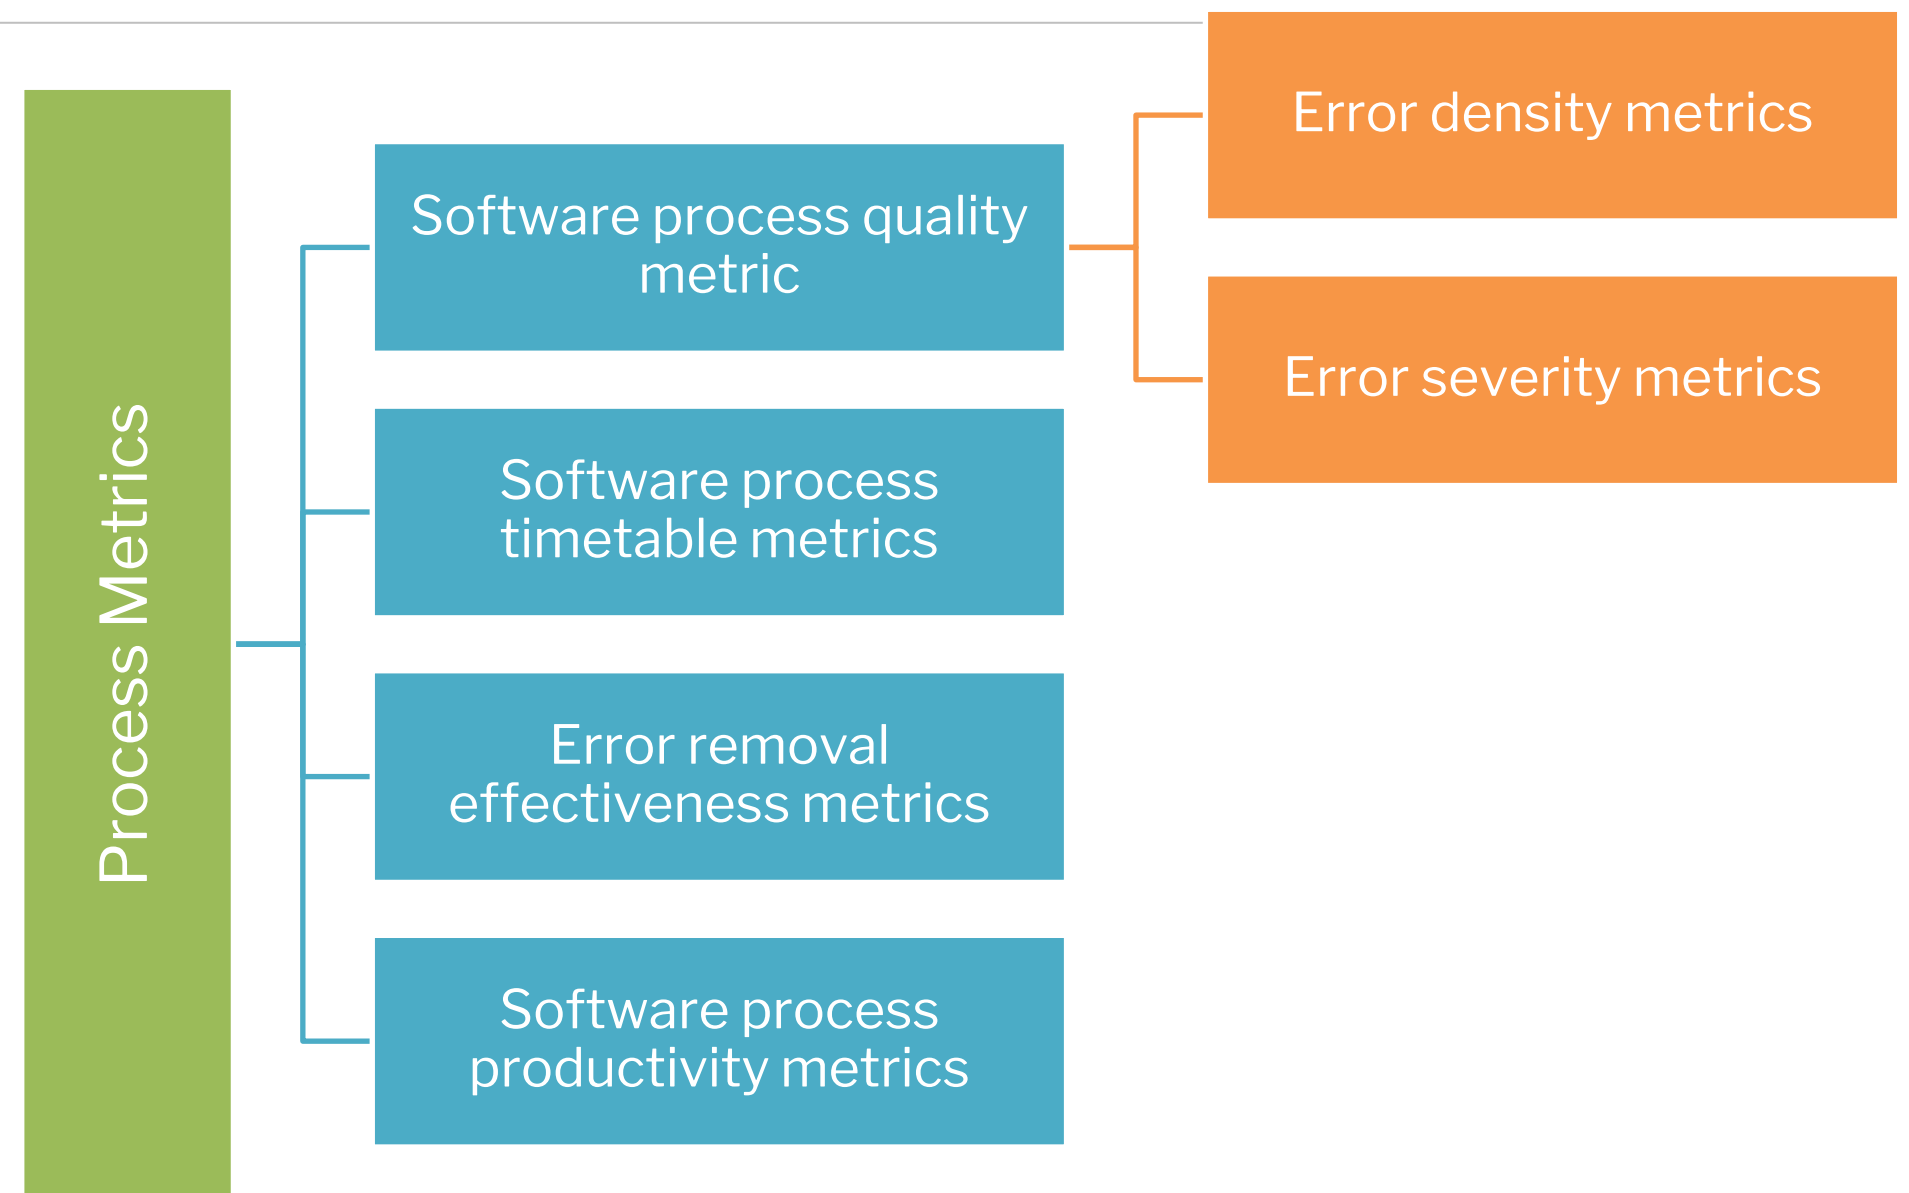 Process Metrics
Software process quality
metric
Software process
timetable metrics
Error removal
effectiveness metrics
Software process
productivity metrics
Error density metrics
Error severity metrics